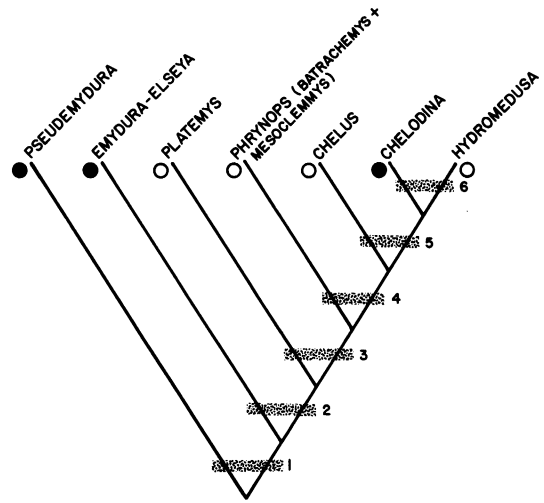 PSEUDEMYDURA
EMYDURA-ELSEYA
PLATEMYS
PHRYNOPS (BATRACHEMYS +
MESOCLEMMYS)
CHELUS
CHELODINA
HYDROMEDUSA
6
5
4
3
2
1